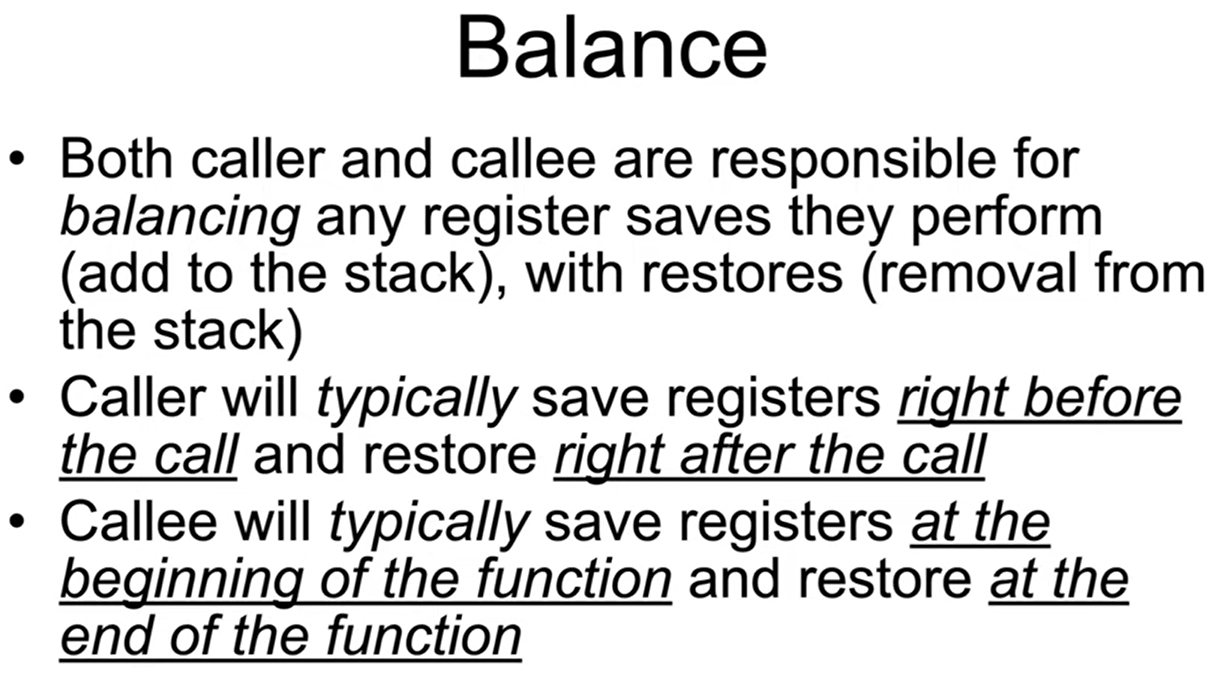 Balance
• Both caller and callee are responsible for
balancing any register saves they perform
(add to the stack), with restores (removal from
the stack)
• Caller will typically save registers right before
the call and restore right after the call
• Callee will typically save registers at the
beginning of the function and restore at the
end of the function